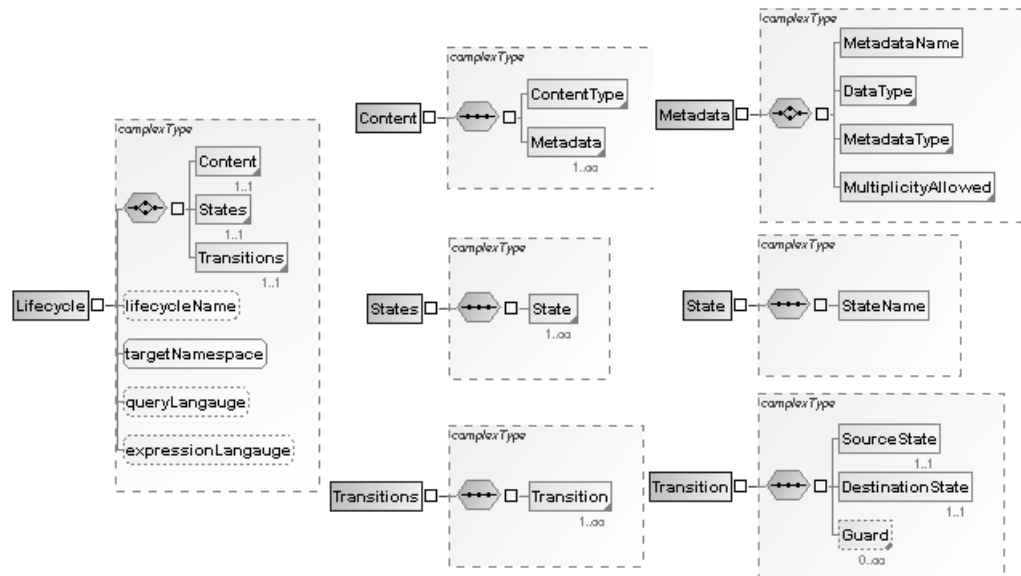 complexType
Lifecycle
Content
1..1
States
1..1
Transitions
1..1
lifecycleName
targetNamespace
queryLangauge
expressionLangauge
complexType
Content
ContentType
Metadata
1..∞
complexType
Metadata
MetadataName
DataType
MetadataType
MultiplicityAllowed
complexType
States
State
1..∞
complexType
State
StateName
complexType
Transitions
Transition
1..∞
complexType
Transition
SourceState
1..1
DestinationState
1..1
Guard
0..∞